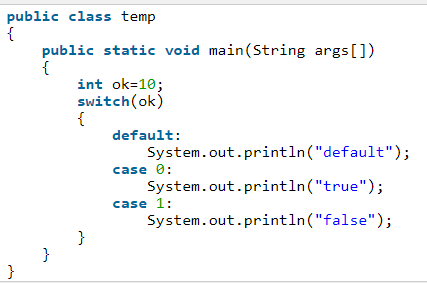 public class temp
{
    public static void main(String args[])
    {
        int ok=10;
        switch(ok)
        {
            default:
                System.out.println("default");
            case 0:
                System.out.println("true");
            case 1:
                System.out.println("false");
        }
    }
}